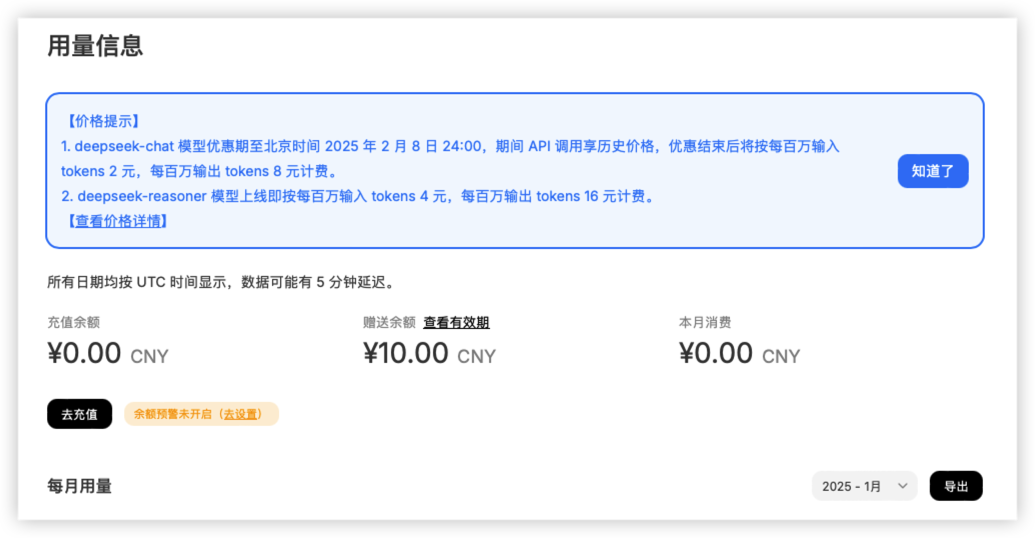 用量信息
【价格提示】
1. deepseek-chat 模型优惠期至北京时间 2025 年 2 月 8 日 24:00，期间 API 调用享历史价格，优惠结束后将按每百万输入
tokens 2 元，每百万输出 tokens 8 元计费。
2. deepseek-reasoner 模型上线即按每百万输入 tokens 4 元，每百万输出 tokens 16 元计费。
【查看价格详情】
知道了
所有日期均按 UTC 时间显示，数据可能有 5 分钟延迟。
充值余额
¥0.00 CNY
赠送余额 查看有效期
¥10.00 CNY
本月消费
¥0.00 CNY
去充值
余额预警未开启（去设置）
每月用量
2025 - 1月
导出